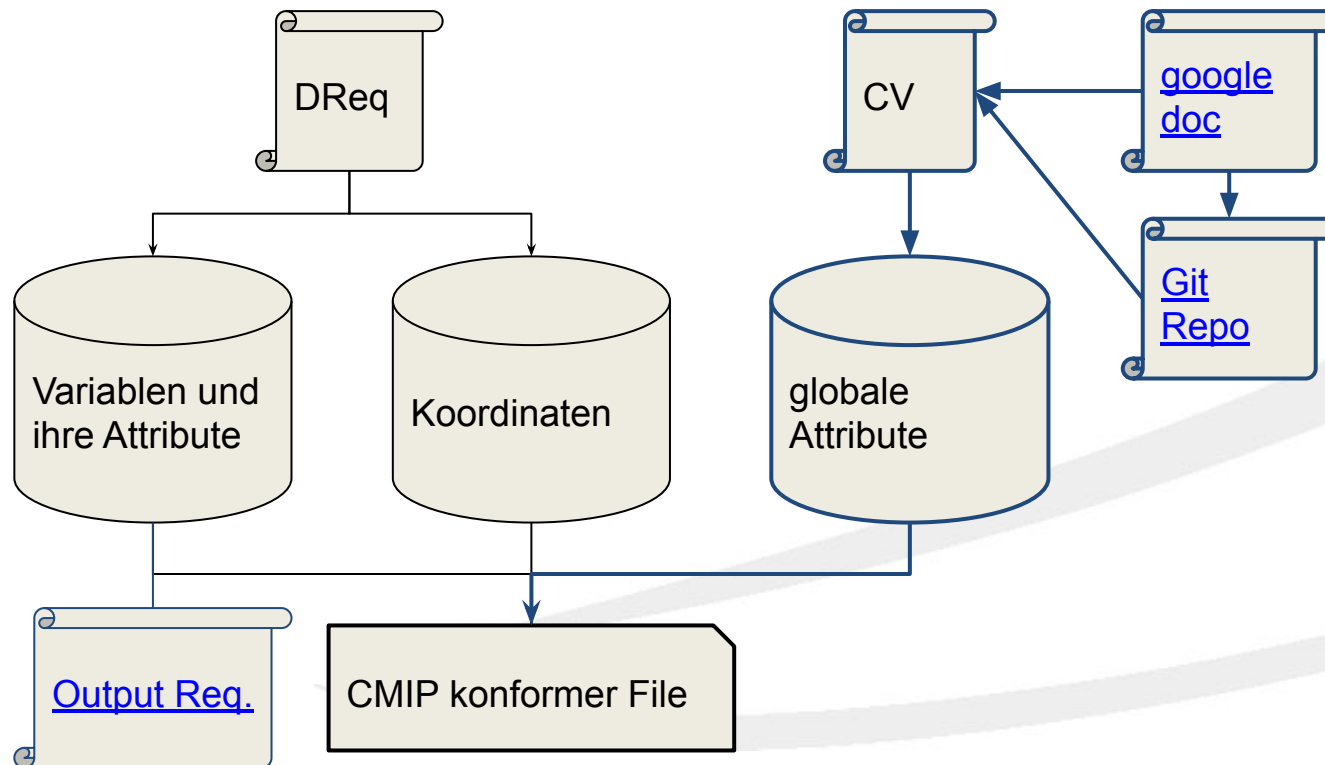 DReq
CV
google
doc
Git
Repo
Variablen und
ihre Attribute
Koordinaten
globale
Attribute
Output Req.
CMIP konformer File